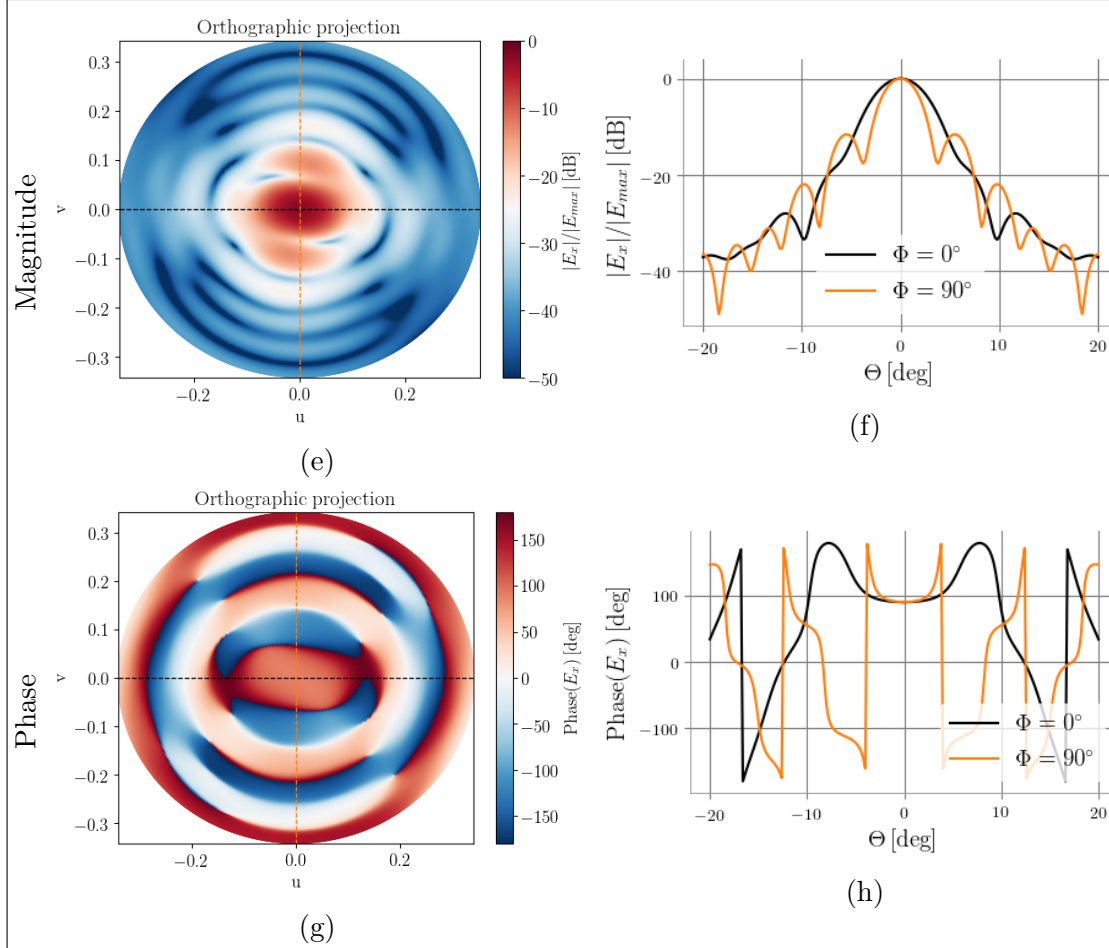 Magnitude
Orthographic projection
0.3
0.2
0.1
0.0
−0.1
−0.2
−0.3
v
−0.2
0.0
0.2
u
0
−10
−20
−30
−40
−50
|E_x|/|E_max| [dB]
(e)
0
−20
−40
|E_x|/|E_max| [dB]
Φ = 0°
Φ = 90°
−20
−10
0
10
20
Θ [deg]
(f)
Phase
Orthographic projection
0.3
0.2
0.1
0.0
−0.1
−0.2
−0.3
v
−0.2
0.0
0.2
u
150
100
50
0
−50
−100
−150
Phase(E_x) [deg]
(g)
100
0
−100
Phase(E_x) [deg]
Φ = 0°
Φ = 90°
−20
−10
0
10
20
Θ [deg]
(h)